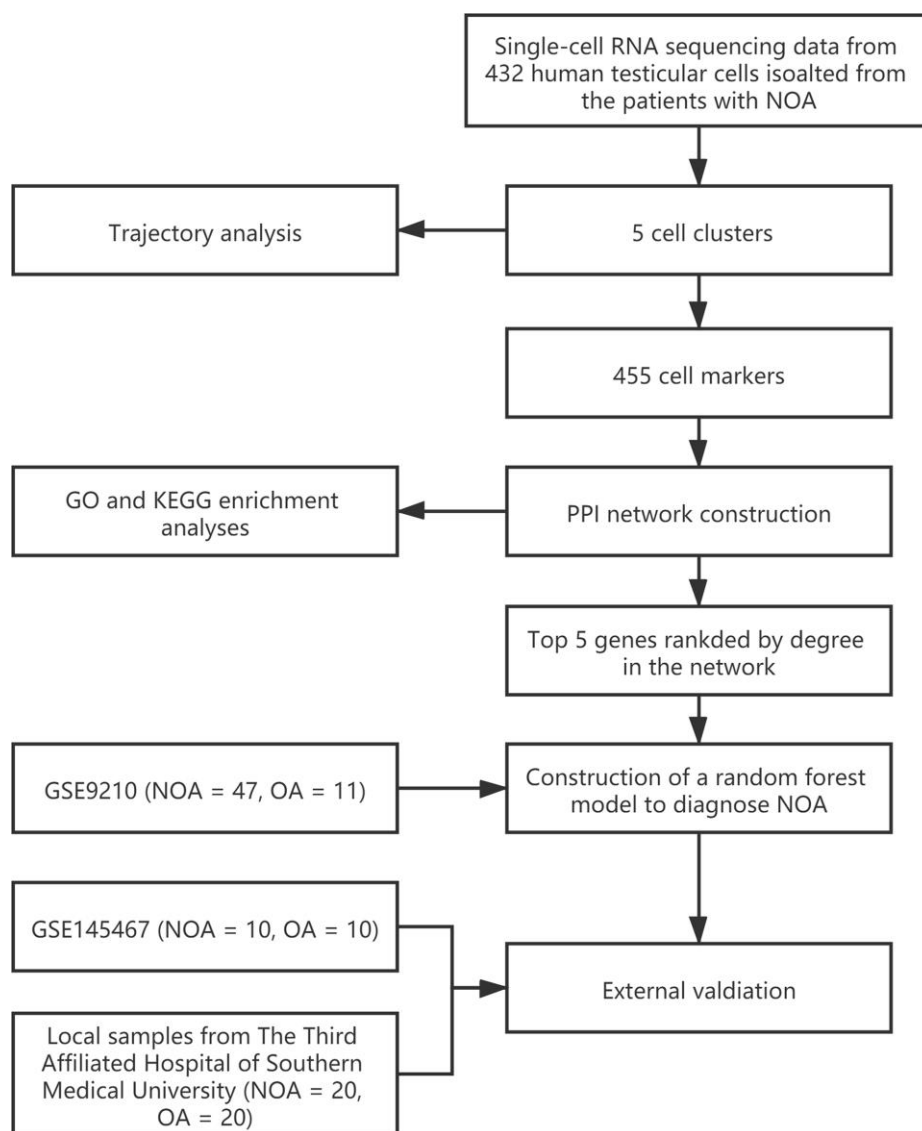 Single-cell RNA sequencing data from
432 human testicular cells isoalted from
the patients with NOA
Trajectory analysis
5 cell clusters
455 cell markers
GO and KEGG enrichment
analyses
PPI network construction
Top 5 genes rankded by degree
in the network
GSE9210 (NOA = 47, OA = 11)
Construction of a random forest
model to diagnose NOA
GSE145467 (NOA = 10, OA = 10)
External valdiation
Local samples from The Third
Affiliated Hospital of Southern
Medical University (NOA = 20,
OA = 20)